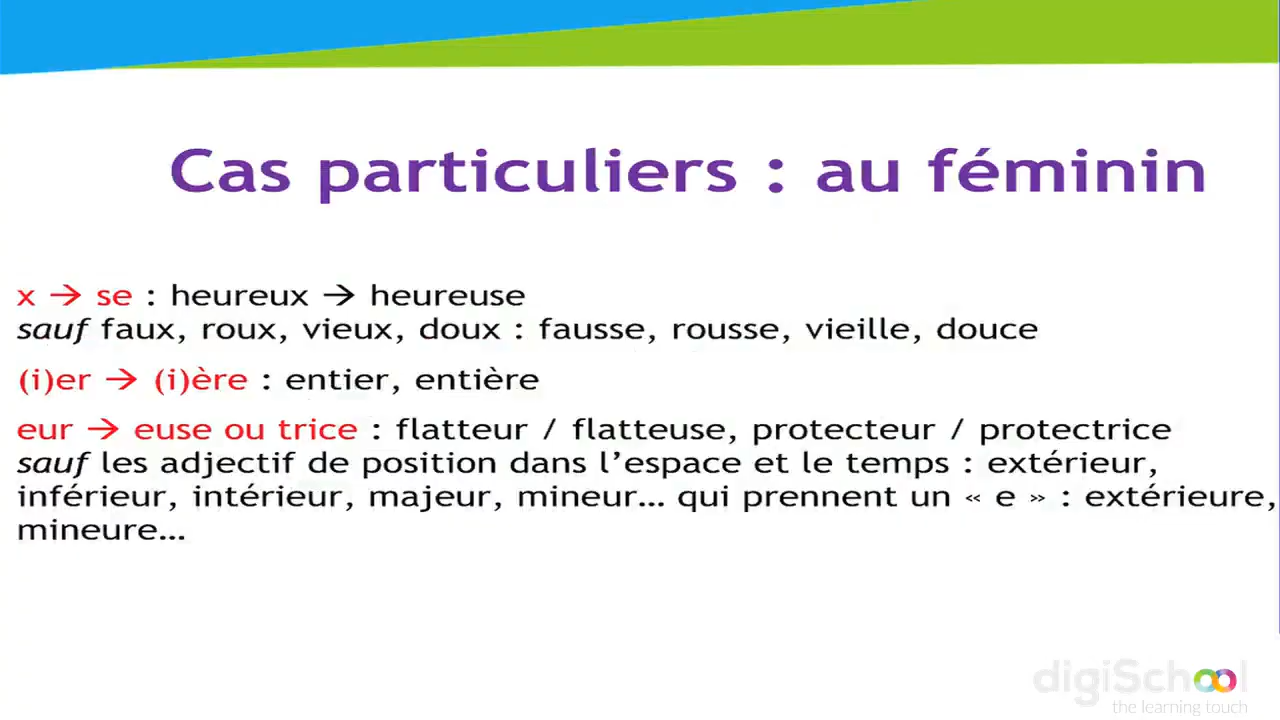 Cas particuliers : au féminin
x → se : heureux → heureuse
sauf faux, roux, vieux, doux : fausse, rousse, vieille, douce
(i)er → (i)ère : entier, entière
eur → euse ou trice : flatteur / flatteuse, protecteur / protectrice
sauf les adjectif de position dans l’espace et le temps : extérieur,
inférieur, intérieur, majeur, mineur… qui prennent un « e » : extérieure,
mineure…
digiSchool
the learning touch